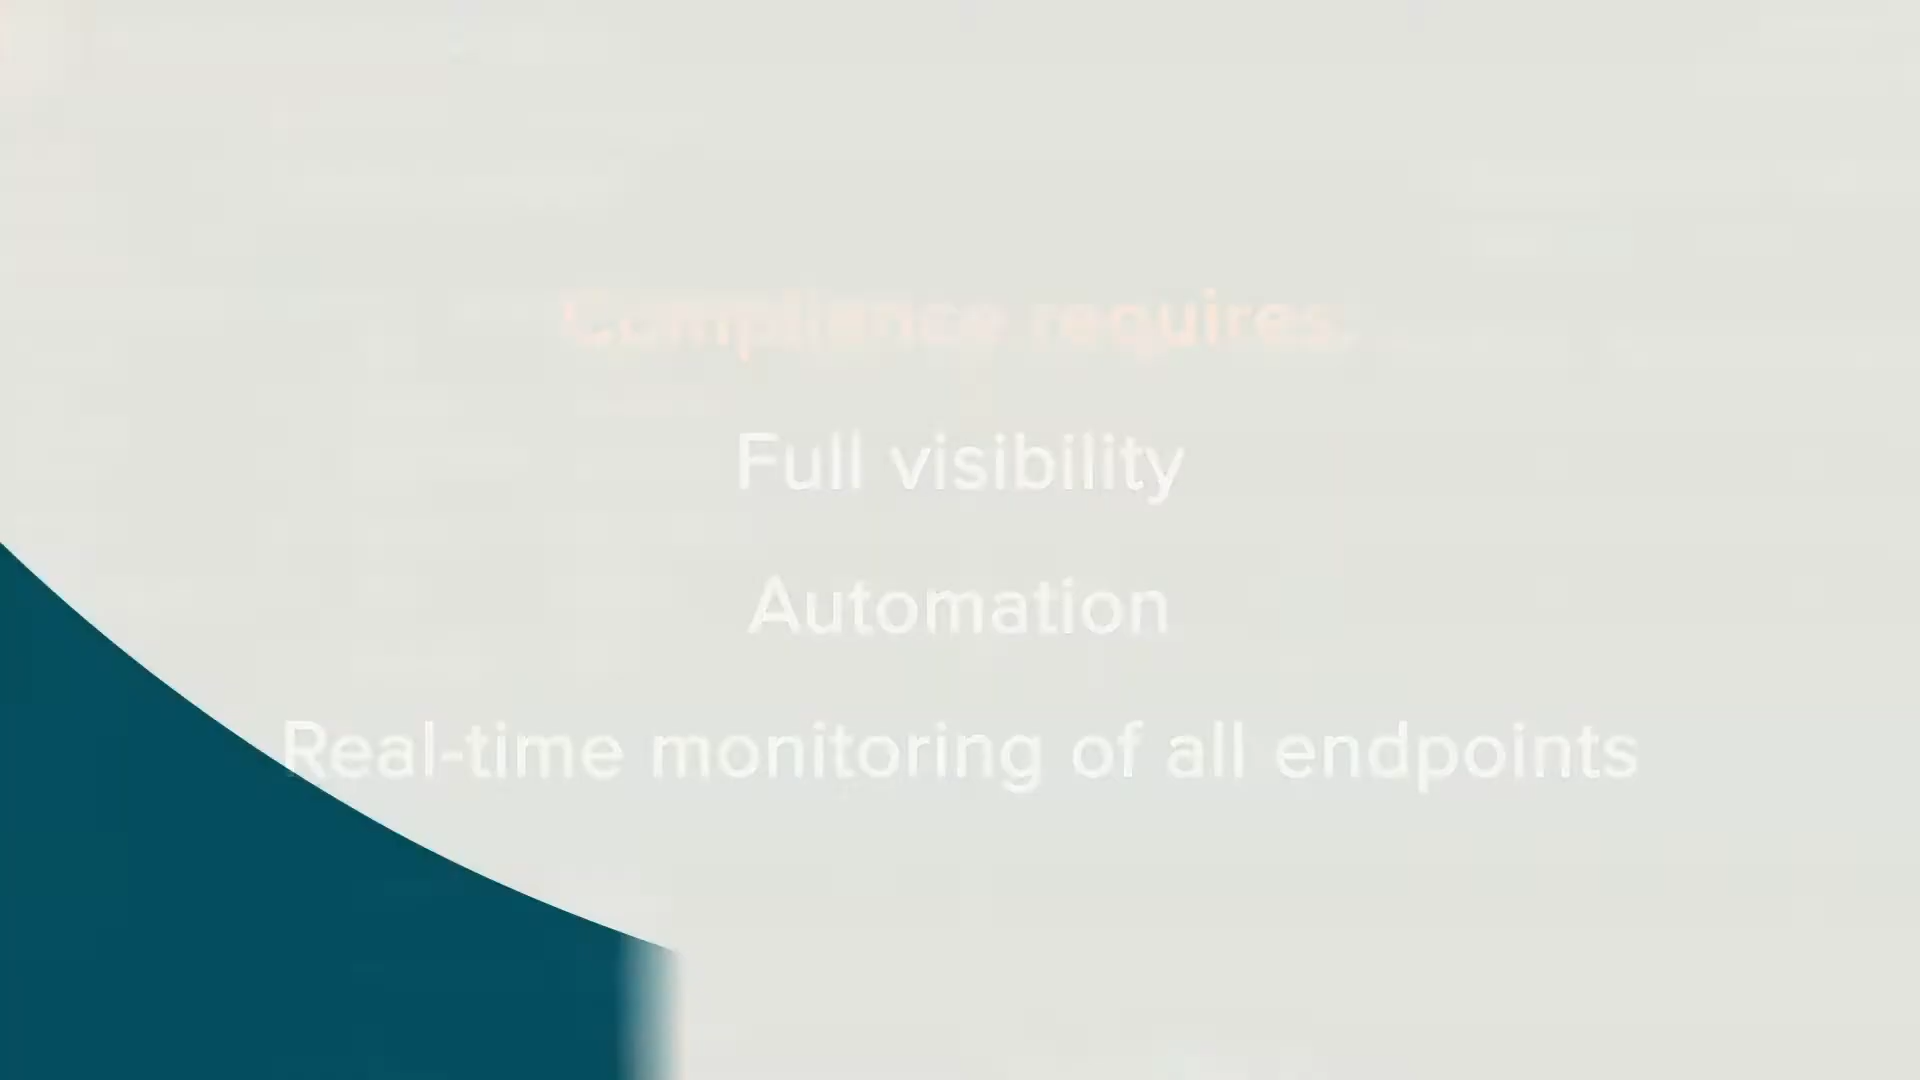 Compliance requires.
Full visibility
Automation
Real-time monitoring of all endpoints